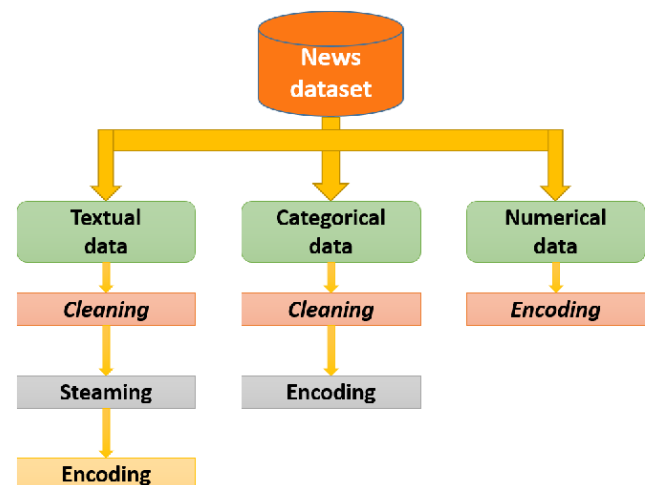 News
dataset
Textual
data
Categorical
data
Numerical
data
Cleaning
Cleaning
Encoding
Steaming
Encoding
Encoding